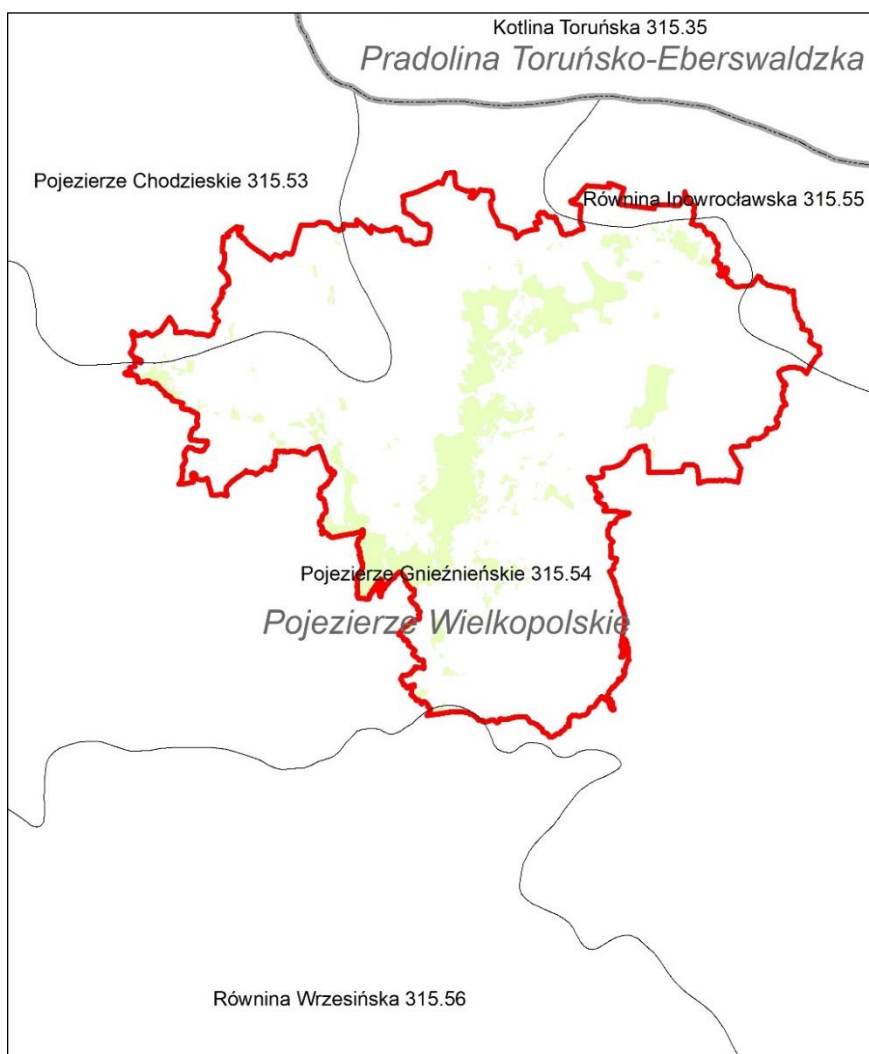 Kotlina Toruńska 315.35
Pradolina Toruńsko-Eberswaldzka
Pojezierze Chodzieskie 315.53
Równina Inowrocławska 315.55
Pojezierze Gnieźnieńskie 315.54
Pojezierze Wielkopolskie
Równina Wrzesińska 315.56